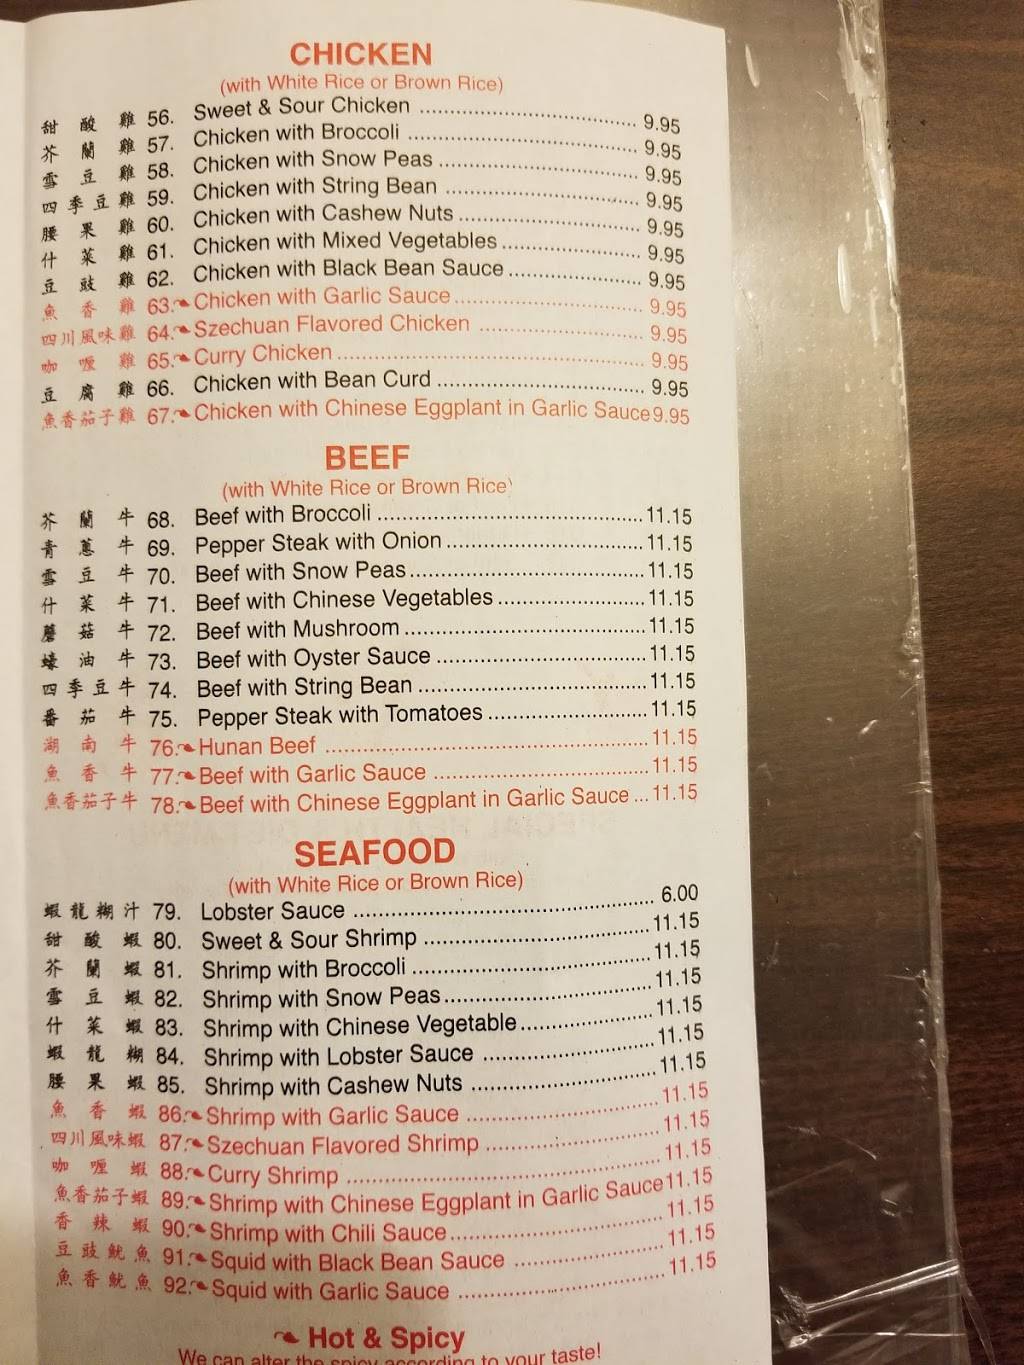 CHICKEN
(with White Rice or Brown Rice)
甜酸雞 56. Sweet & Sour Chicken 9.95
芥蘭雞 57. Chicken with Broccoli 9.95
雪豆雞 58. Chicken with Snow Peas 9.95
四季豆雞 59. Chicken with String Bean 9.95
腰果雞 60. Chicken with Cashew Nuts 9.95
什菜雞 61. Chicken with Mixed Vegetables 9.95
豆豉雞 62. Chicken with Black Bean Sauce 9.95
魚香雞 63. Chicken with Garlic Sauce 9.95
四川風味雞 64. Szechuan Flavored Chicken 9.95
咖喱雞 65. Curry Chicken 9.95
豆腐雞 66. Chicken with Bean Curd 9.95
魚香茄子雞 67. Chicken with Chinese Eggplant in Garlic Sauce 9.95
BEEF
(with White Rice or Brown Rice)
芥蘭牛 68. Beef with Broccoli 11.15
青蔥牛 69. Pepper Steak with Onion 11.15
雪豆牛 70. Beef with Snow Peas 11.15
什菜牛 71. Beef with Chinese Vegetables 11.15
蘑菇牛 72. Beef with Mushroom 11.15
蠔油牛 73. Beef with Oyster Sauce 11.15
四季豆牛 74. Beef with String Bean 11.15
番茄牛 75. Pepper Steak with Tomatoes 11.15
湖南牛 76. Hunan Beef 11.15
魚香牛 77. Beef with Garlic Sauce 11.15
魚香茄子牛 78. Beef with Chinese Eggplant in Garlic Sauce 11.15
SEAFOOD
(with White Rice or Brown Rice)
蝦龍糊汁 79. Lobster Sauce 6.00
甜酸蝦 80. Sweet & Sour Shrimp 11.15
芥蘭蝦 81. Shrimp with Broccoli 11.15
雪豆蝦 82. Shrimp with Snow Peas 11.15
什菜蝦 83. Shrimp with Chinese Vegetable 11.15
蝦龍糊 84. Shrimp with Lobster Sauce 11.15
腰果蝦 85. Shrimp with Cashew Nuts 11.15
魚香蝦 86. Shrimp with Garlic Sauce 11.15
四川風味蝦 87. Szechuan Flavored Shrimp 11.15
咖喱蝦 88. Curry Shrimp 11.15
魚香茄子蝦 89. Shrimp with Chinese Eggplant in Garlic Sauce 11.15
香辣蝦 90. Shrimp with Chili Sauce 11.15
豆豉魷魚 91. Squid with Black Bean Sauce 11.15
魚香魷魚 92. Squid with Garlic Sauce 11.15
Hot & Spicy
We can alter the spicy according to your taste!